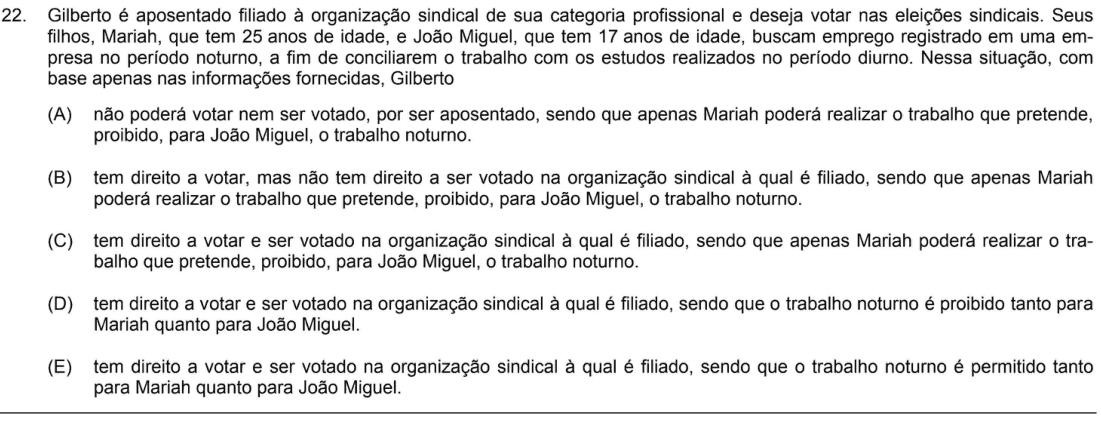 22. Gilberto é aposentado filiado à organização sindical de sua categoria profissional e deseja votar nas eleições sindicais. Seus
filhos, Mariah, que tem 25 anos de idade, e João Miguel, que tem 17 anos de idade, buscam emprego registrado em uma em-
presa no período noturno, a fim de conciliarem o trabalho com os estudos realizados no período diurno. Nessa situação, com
base apenas nas informações fornecidas, Gilberto
(A) não poderá votar nem ser votado, por ser aposentado, sendo que apenas Mariah poderá realizar o trabalho que pretende,
proibido, para João Miguel, o trabalho noturno.
(B) tem direito a votar, mas não tem direito a ser votado na organização sindical à qual é filiado, sendo que apenas Mariah
poderá realizar o trabalho que pretende, proibido, para João Miguel, o trabalho noturno.
(C) tem direito a votar e ser votado na organização sindical à qual é filiado, sendo que apenas Mariah poderá realizar o tra-
balho que pretende, proibido, para João Miguel, o trabalho noturno.
(D) tem direito a votar e ser votado na organização sindical à qual é filiado, sendo que o trabalho noturno é proibido tanto para
Mariah quanto para João Miguel.
(E) tem direito a votar e ser votado na organização sindical à qual é filiado, sendo que o trabalho noturno é permitido tanto
para Mariah quanto para João Miguel.